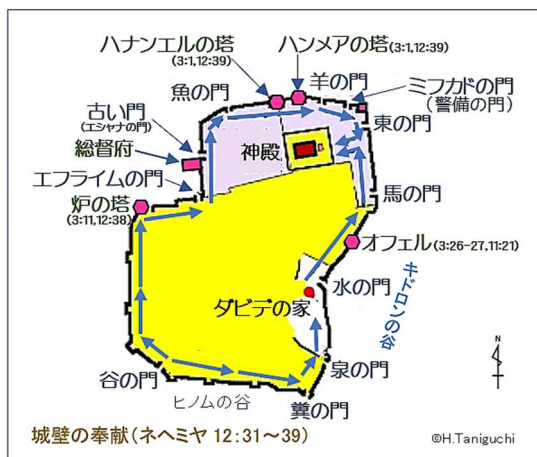 ハナンエルの塔
(3:1,12:39)
ハンメアの塔(3:1,12:39)
羊の門
魚の門
ミフカドの門
(警備の門)
古い門
(エシャナの門)
東の門
総督府
神殿
エフライムの門
馬の門
炉の塔
(3:11,12:38)
オフェル(3:26-27,11:21)
水の門
キドロンの谷
ダビデの家
N
泉の門
谷の門
ヒノムの谷
糞の門
城壁の奉献(ネヘミヤ 12:31~39)
©H.Taniguchi